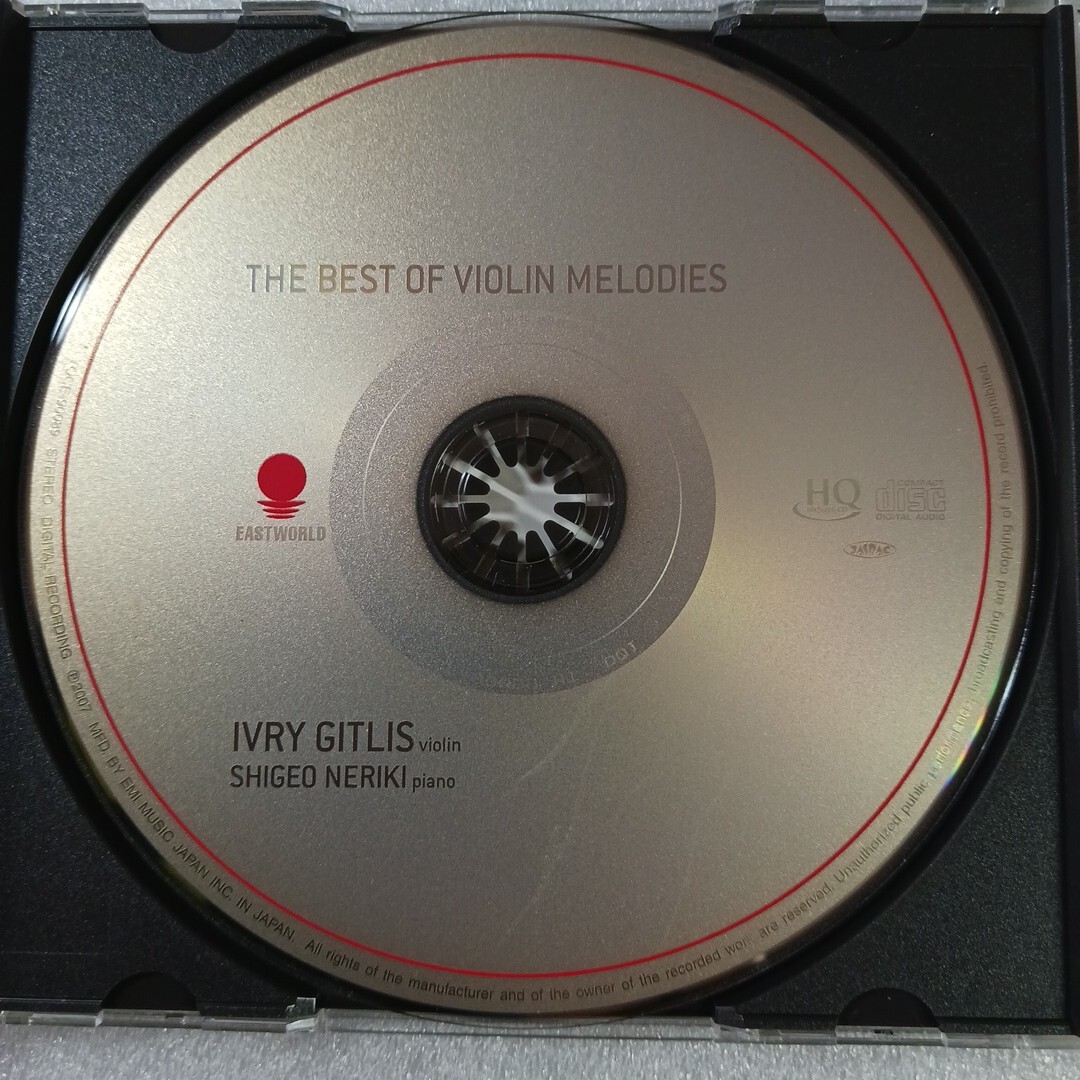 THE BEST OF VIOLIN MELODIES
EASTWORLD
HQ
COMPACT
disc
DIGITAL AUDIO
JASRAC
IVRY GITLIS violin
SHIGEO NERIKI piano
STEREO DIGITAL RECORDING ℗2007 MFD. BY EMI MUSIC JAPAN INC. IN JAPAN. All rights of the manufacturer and of the owner of the recorded work are reserved. Unauthorized public performance, broadcasting and copying of the record prohibited.